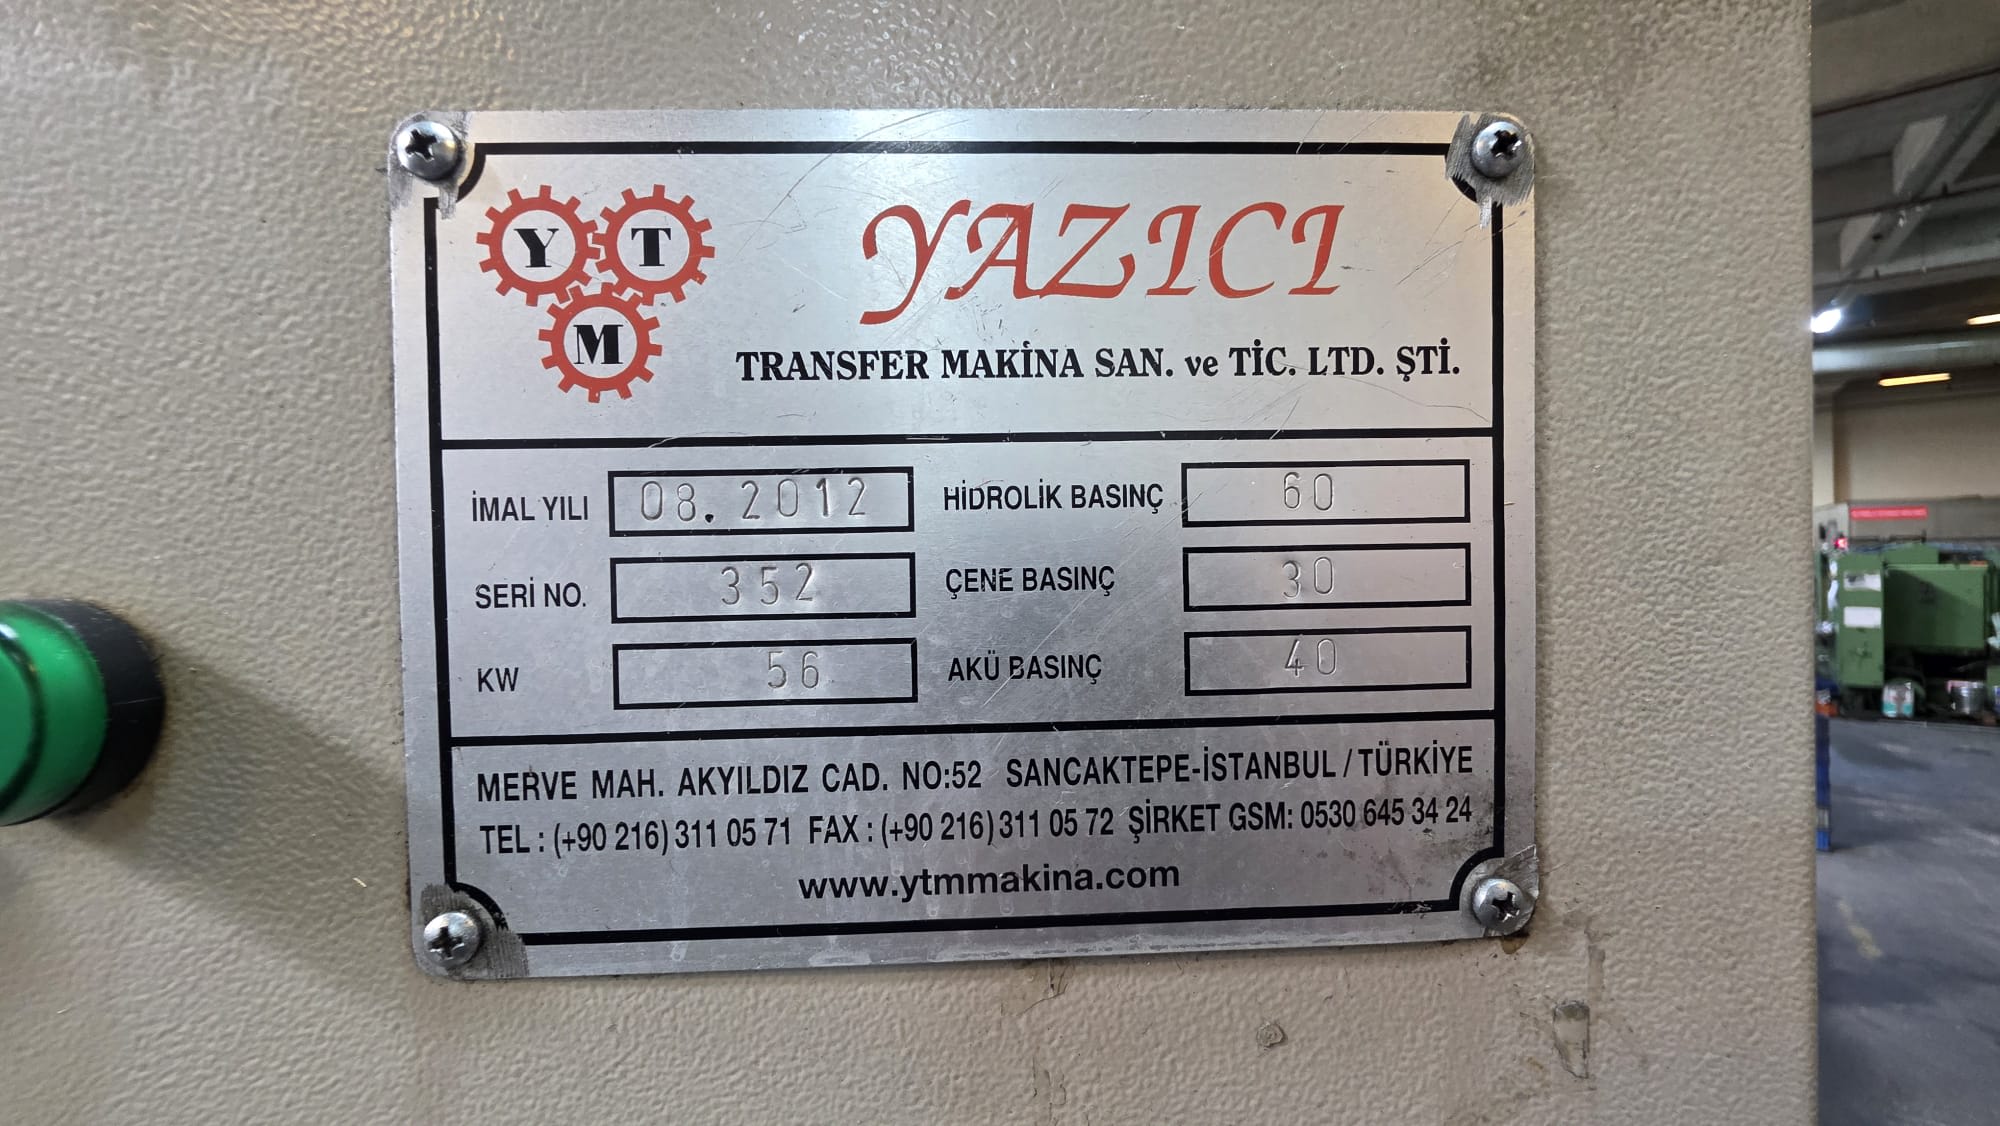 Y T
M
YAZICI
TRANSFER MAKİNA SAN. ve TİC. LTD. ŞTİ.
İMAL YILI 08.2012 HİDROLİK BASINÇ 60
SERİ NO. 352 ÇENE BASINÇ 30
KW 56 AKÜ BASINÇ 40
MERVE MAH. AKYILDIZ CAD. NO:52 SANCAKTEPE-İSTANBUL / TÜRKİYE
TEL : (+90 216) 311 05 71 FAX : (+90 216) 311 05 72 ŞİRKET GSM: 0530 645 34 24
www.ytmmakina.com